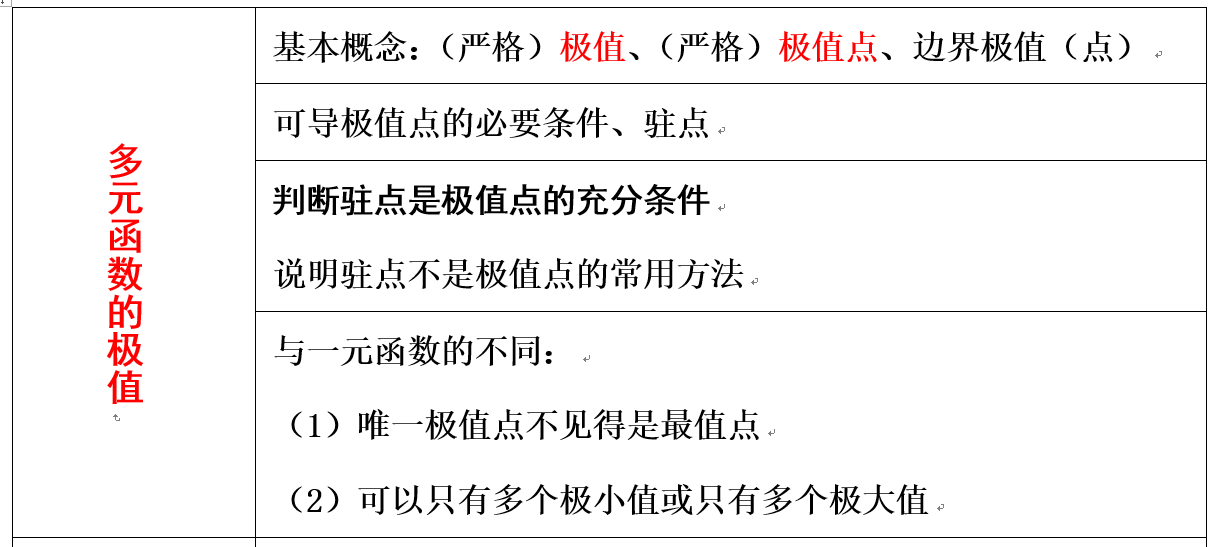 多元函数的极值
基本概念：（严格）极值、（严格）极值点、边界极值（点）
可导极值点的必要条件、驻点
判断驻点是极值点的充分条件
说明驻点不是极值点的常用方法
与一元函数的不同：
（1）唯一极值点不见得是最值点
（2）可以只有多个极小值或只有多个极大值